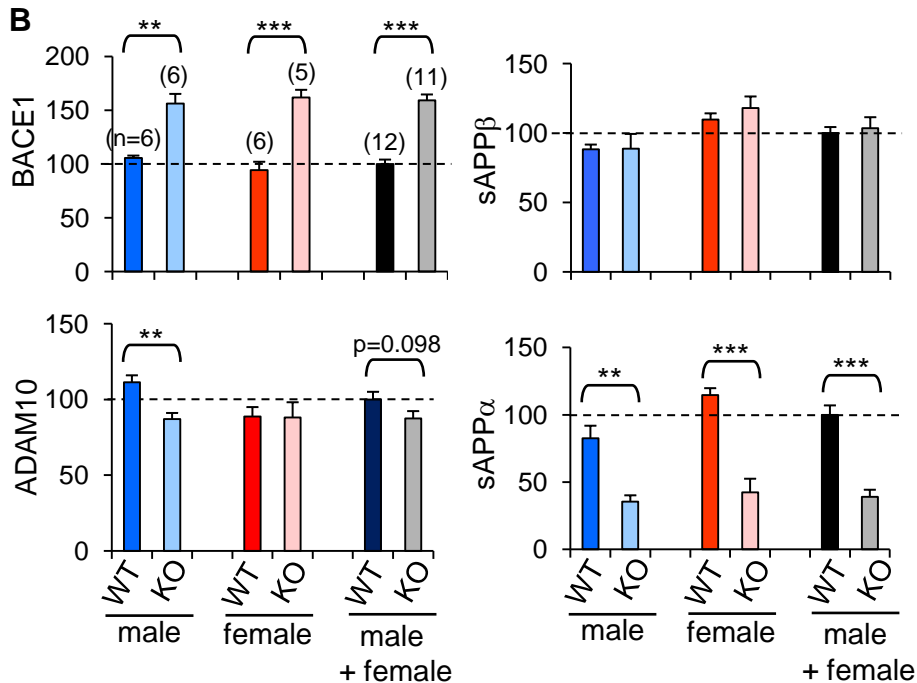 B
BACE1
200
150
100
50
0
** *** ***
(n=6) (6) (6) (5) (12) (11)
sAPPβ
150
100
50
0
ADAM10
150
100
50
0
** p=0.098
WT KO WT KO WT KO
male female male
+ female
sAPPα
150
100
50
0
** *** ***
WT KO WT KO WT KO
male female male
+ female